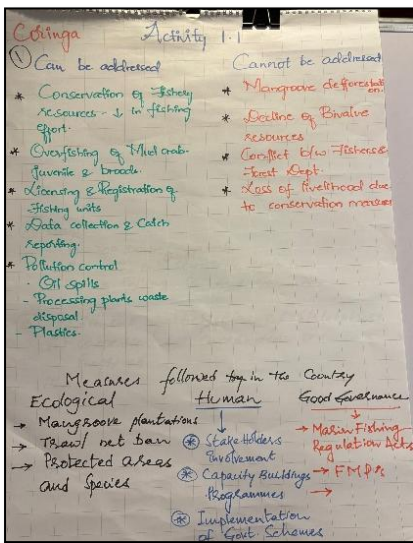 Coringa
Activity 1.1
① Can be addressed
* Conservation of Fishery
resources - ↓ in fishing
effort.
* Overfishing of Mud crab.
Juvenile & broods.
* Licensing & Registration of
Fishing units
* Data collection & Catch
reporting.
* Pollution control
- Oil spills
- Processing plants waste
disposal
- Plastics.
Cannot be addressed
* Mangroove defforestation.
* Decline of Bivalve
resources
* Conflict b/w Fishers &
Forest Dept.
* Loss of livelihood due
to conservation measures
Measures followed in the Country
Ecological
→ Mangroove plantations
→ Trawl net ban
→ Protected areas
and Species
Human
* Stake Holders
Involvement
* Capacity Buildings
Programmes
* Implementation
of Govt. Schemes
Good Governance
→ Marin Fishing
Regulation Acts
→ FMPs
→